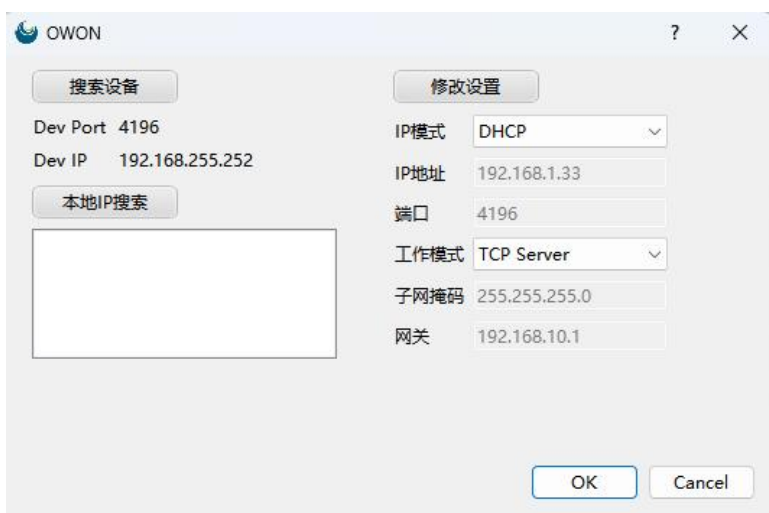 OWON
搜索设备
Dev Port 4196
Dev IP 192.168.255.252
本地IP搜索
修改设置
IP模式 DHCP
IP地址 192.168.1.33
端口 4196
工作模式 TCP Server
子网掩码 255.255.255.0
网关 192.168.10.1
OK
Cancel